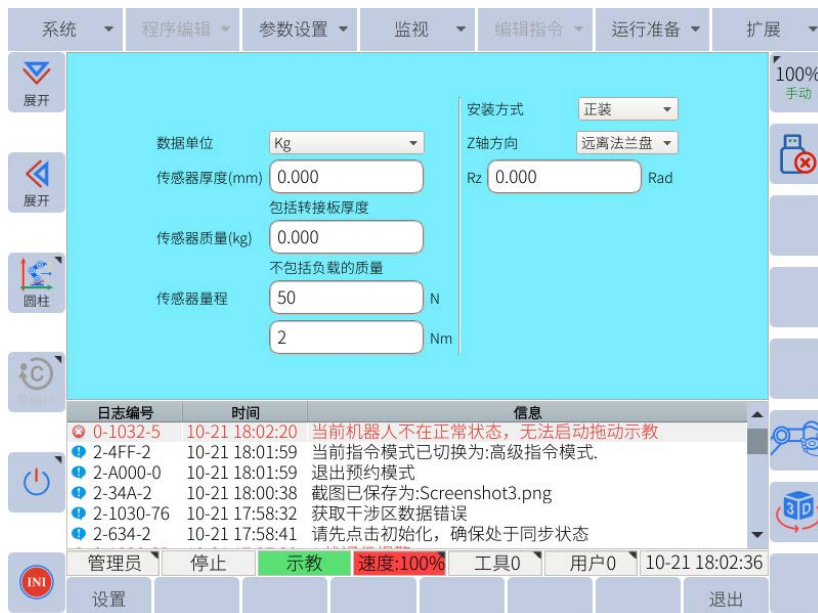 系统 程序编辑 参数设置 监视 编辑指令 运行准备 扩展
展开
展开
圆柱
安装方式 正装
数据单位 Kg Z轴方向 远离法兰盘
传感器厚度(mm) 0.000 Rz 0.000 Rad
包括转接板厚度
传感器质量(kg) 0.000
不包括负载的质量
传感器量程 50 N
2 Nm
100%
手动
日志编号 时间 信息
0-1032-5 10-21 18:02:20 当前机器人不在正常状态，无法启动拖动示教
2-4FF-2 10-21 18:01:59 当前指令模式已切换为:高级指令模式.
2-A000-0 10-21 18:01:59 退出预约模式
2-34A-2 10-21 18:00:38 截图已保存为:Screenshot3.png
2-1030-76 10-21 17:58:32 获取干涉区数据错误
2-634-2 10-21 17:58:41 请先点击初始化，确保处于同步状态
管理员 停止 示教 速度:100% 工具0 用户0 10-21 18:02:36
INI
设置 退出
3D
C